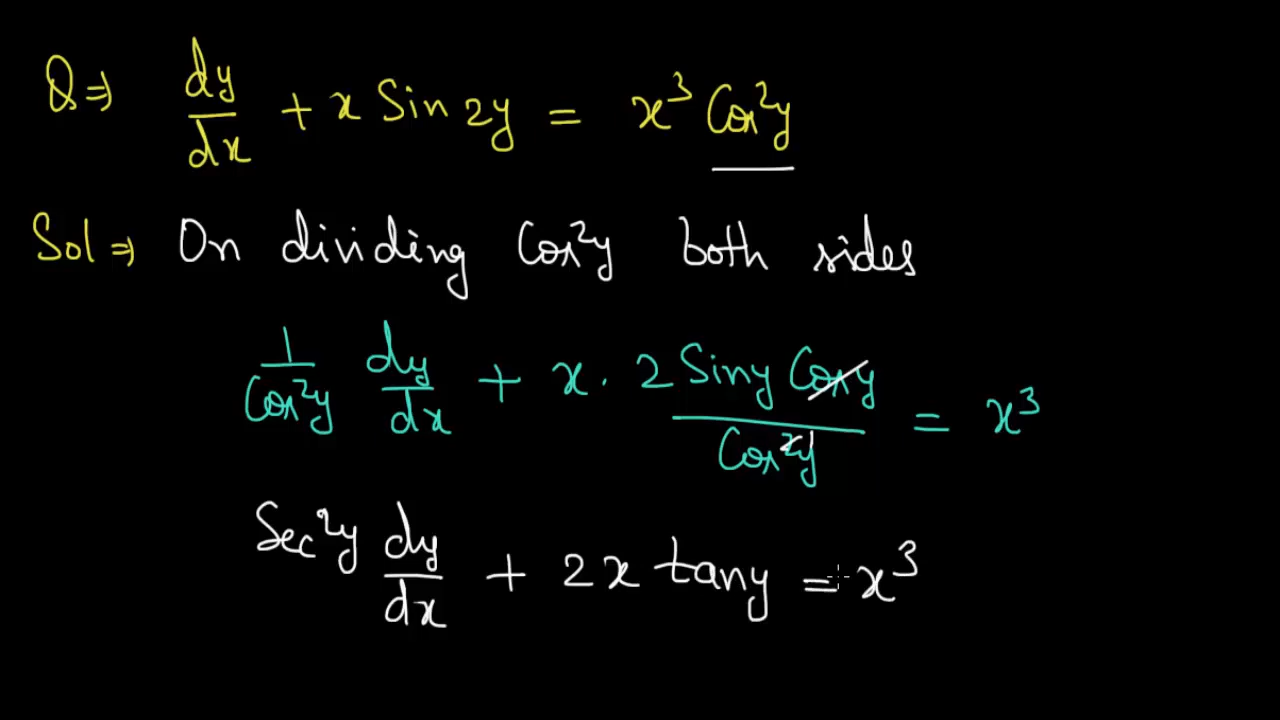 Q ⇒ dy/dx + x Sin 2y = x³ Cos²y
Sol ⇒ On dividing Cos²y both sides
1/Cos²y dy/dx + x · 2 Siny Cosy / Cos²y = x³
Sec²y dy/dx + 2x tany = x³